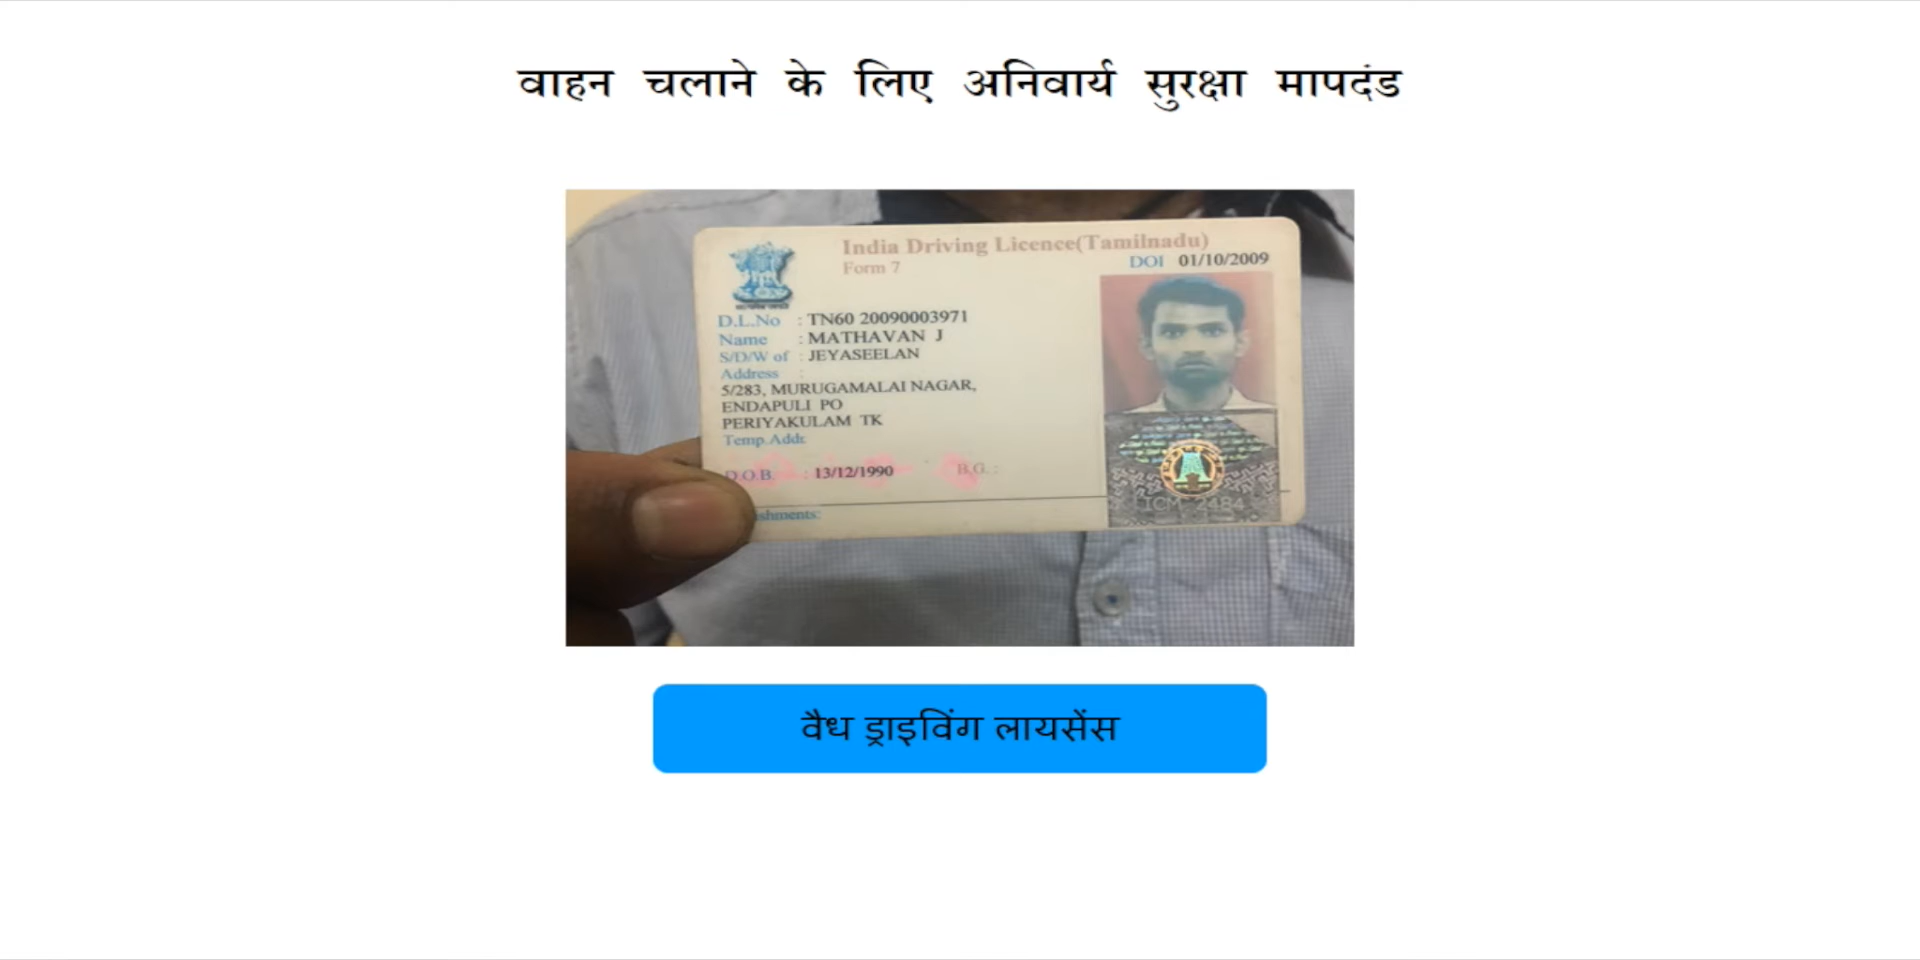 वाहन चलाने के लिए अनिवार्य सुरक्षा मापदंड
India Driving Licence(Tamilnadu)
Form 7
DOI 01/10/2009
D.L.No : TN60 20090003971
Name : MATHAVAN J
S/D/W of : JEYASEELAN
Address :
5/283, MURUGAMALAI NAGAR,
ENDAPULI PO
PERIYAKULAM TK
Temp.Addr.
D.O.B. : 13/12/1990 B.G. :
shments:
वैध ड्राइविंग लायसेंस